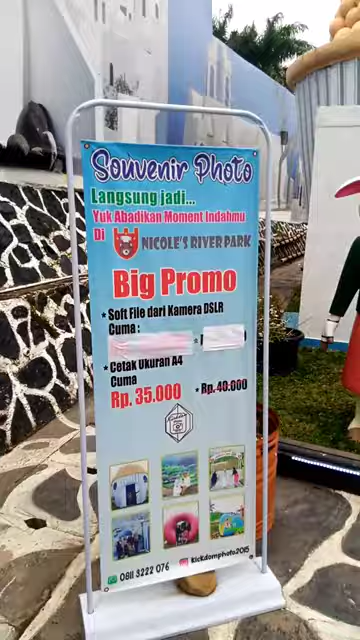 Souvenir Photo
Langsung jadi...
Yuk Abadikan Moment Indahmu
Di NICOLE'S RIVER PARK
Big Promo
* Soft File dari Kamera DSLR
Cuma :
* Cetak Ukuran A4
Cuma
Rp. 35.000 * Rp. 40.000
0811 3222 076 kickdomphoto2015